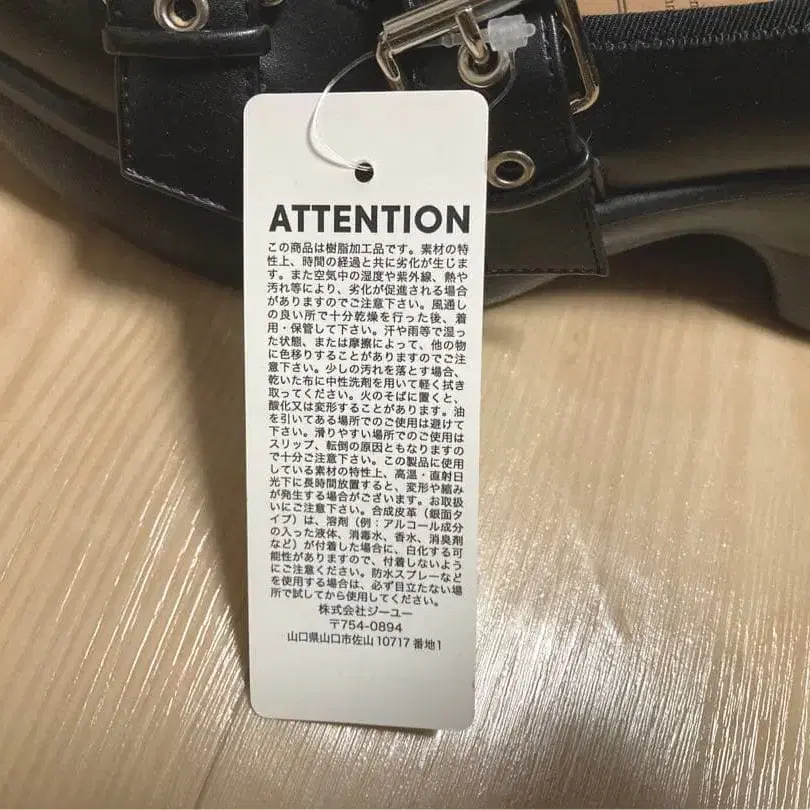 ATTENTION
この商品は樹脂加工品です。素材の特
性上、時間の経過と共に劣化が生じま
す。また空気中の湿度や紫外線、熱や
汚れ等により、劣化が促進される場合
がありますのでご注意下さい。風通し
の良い所で十分乾燥を行った後、着
用・保管して下さい。汗や雨等で湿っ
た状態、または摩擦によって、他の物
に色移りすることがありますのでご注
意下さい。少しの汚れを落とす場合、
乾いた布に中性洗剤を用いて軽く拭き
取ってください。火のそばに置くと、
酸化又は変形することがあります。油
を引いてある場所でのご使用は避けて
下さい。滑りやすい場所でのご使用は
スリップ、転倒の原因ともなりますの
で十分ご注意下さい。この製品に使用
している素材の特性上、高温・直射日
光下に長時間放置すると、変形や縮み
が発生する場合がございます。お取扱
いにご注意下さい。合成皮革（銀面タ
イプ）は、溶剤（例：アルコール成分
の入った液体、消毒水、香水、消臭剤
など）が付着した場合に、白化する可
能性がありますので、付着しないよう
にご注意ください。防水スプレーなど
を使用する場合は、必ず目立たない場
所で試してから使用してください。
株式会社ジーユー
〒754-0894
山口県山口市佐山 10717 番地1